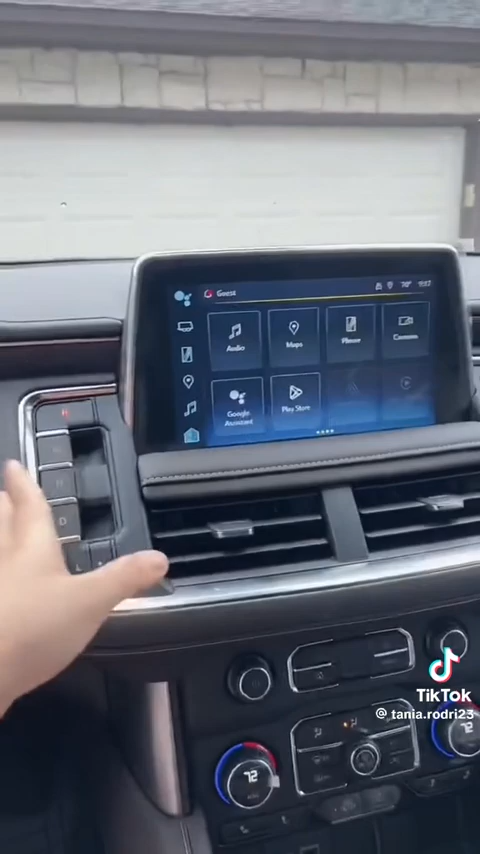 Guest
78°
Audio
Maps
Phone
Camera
Google
Assistant
Play Store
D
L
TikTok
@ tania.rodri23
72
72